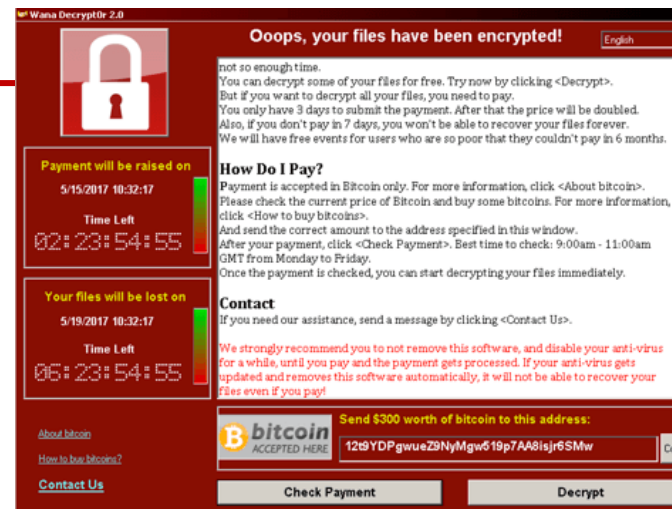 Wana Decrypt0r 2.0
Ooops, your files have been encrypted!
English
not so enough time.
You can decrypt some of your files for free. Try now by clicking <Decrypt>.
But if you want to decrypt all your files, you need to pay.
You only have 3 days to submit the payment. After that the price will be doubled.
Also, if you don't pay in 7 days, you won't be able to recover your files forever.
We will have free events for users who are so poor that they couldn't pay in 6 months.
How Do I Pay?
Payment is accepted in Bitcoin only. For more information, click <About bitcoin>.
Please check the current price of Bitcoin and buy some bitcoins. For more information,
click <How to buy bitcoins>.
And send the correct amount to the address specified in this window.
After your payment, click <Check Payment>. Best time to check: 9:00am - 11:00am
GMT from Monday to Friday.
Once the payment is checked, you can start decrypting your files immediately.
Contact
If you need our assistance, send a message by clicking <Contact Us>.
We strongly recommend you to not remove this software, and disable your anti-virus
for a while, until you pay and the payment gets processed. If your anti-virus gets
updated and removes this software automatically, it will not be able to recover your
files even if you pay!
Payment will be raised on
5/15/2017 10:32:17
Time Left
02:23:54:55
Your files will be lost on
5/19/2017 10:32:17
Time Left
06:23:54:55
About bitcoin
How to buy bitcoins?
Contact Us
bitcoin
ACCEPTED HERE
Send $300 worth of bitcoin to this address:
12t9YDPgwueZ9NyMgw519p7AA8isjr6SMw
Check Payment
Decrypt